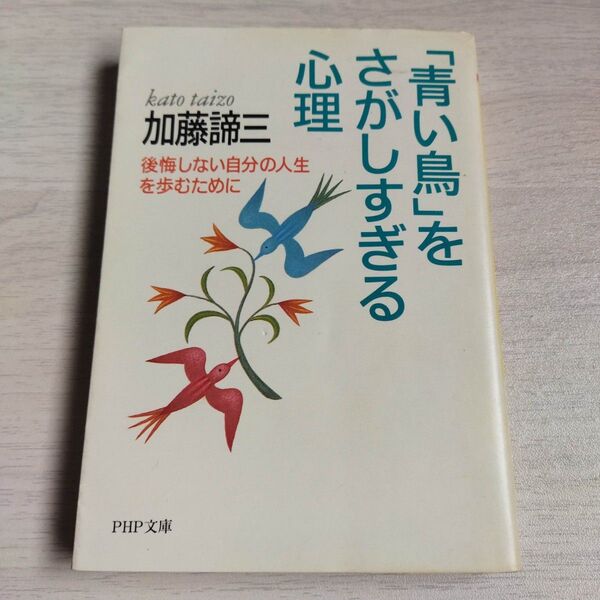 「青い鳥」を
さがしすぎる
心理
kato taizo
加藤諦三
後悔しない自分の人生
を歩むために
PHP文庫